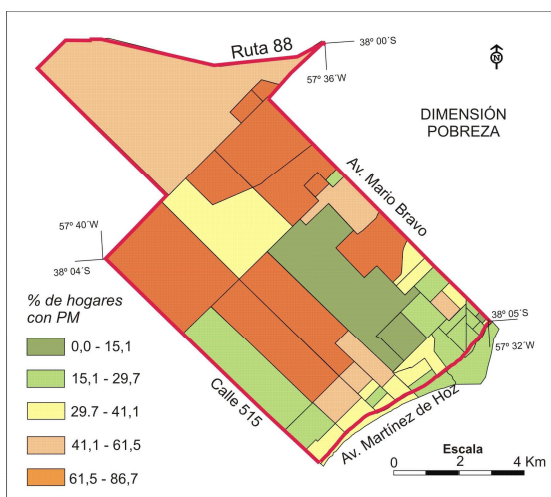 Ruta 88
38º 00´S
57º 36´W
N
DIMENSIÓN
POBREZA
Av. Mario Bravo
57º 40´W
38º 04´S
% de hogares
con PM
0,0 - 15,1
15,1 - 29,7
29.7 - 41,1
41,1 - 61,5
61,5 - 86,7
Calle 515
Av. Martínez de Hoz
38º 05´S
57º 32´W
Escala
0 2 4 Km